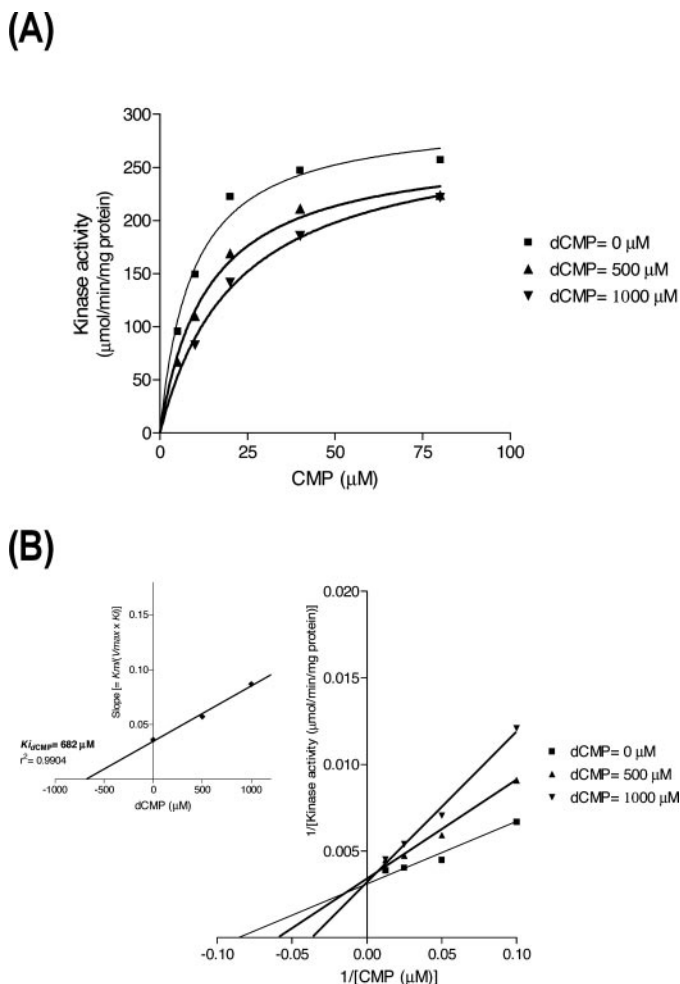 (A)
Kinase activity
(μmol/min/mg protein)
300
250
200
150
100
50
0
0
25
50
75
100
CMP (μM)
dCMP= 0 μM
dCMP= 500 μM
dCMP= 1000 μM
(B)
Slope [= Km/(Vmax x Ki)]
0.15
0.10
0.05
KidCMP= 682 μM
r²= 0.9904
-1000
-500
0
500
1000
dCMP (μM)
1/[Kinase activity (μmol/min/mg protein)]
0.020
0.015
0.010
0.005
-0.10
-0.05
0.00
0.05
0.10
1/[CMP (μM)]
dCMP= 0 μM
dCMP= 500 μM
dCMP= 1000 μM